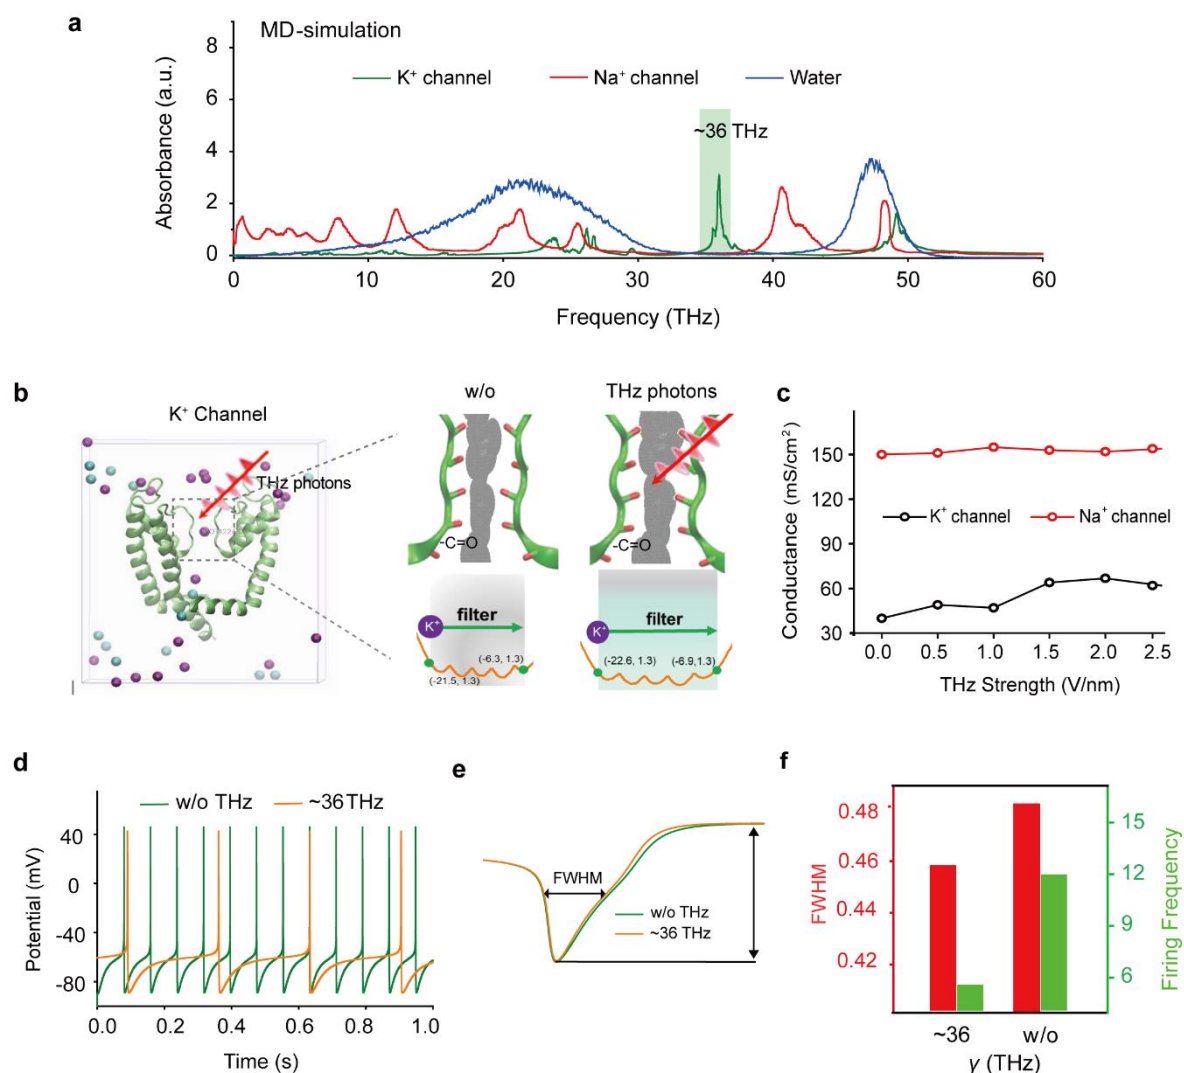 a
MD-simulation
K⁺ channel
Na⁺ channel
Water
~36 THz
Absorbance (a.u.)
8
6
4
2
0
0 10 20 30 40 50 60
Frequency (THz)
b
K⁺ Channel
THz photons
w/o
THz photons
-C=O
-C=O
filter
K⁺
(-6.3, 1.3)
(-21.5, 1.3)
filter
K⁺
(-22.6, 1.3) (-6.9,1.3)
c
Conductance (mS/cm²)
150
120
90
60
30
K⁺ channel
Na⁺ channel
0.0 0.5 1.0 1.5 2.0 2.5
THz Strength (V/nm)
d
w/o THz
~36 THz
Potential (mV)
40
0
-40
-80
0.0 0.2 0.4 0.6 0.8 1.0
Time (s)
e
FWHM
w/o THz
~36 THz
f
FWHM
0.48
0.46
0.44
0.42
15
12
9
6
Firing Frequency
~36 w/o
γ (THz)